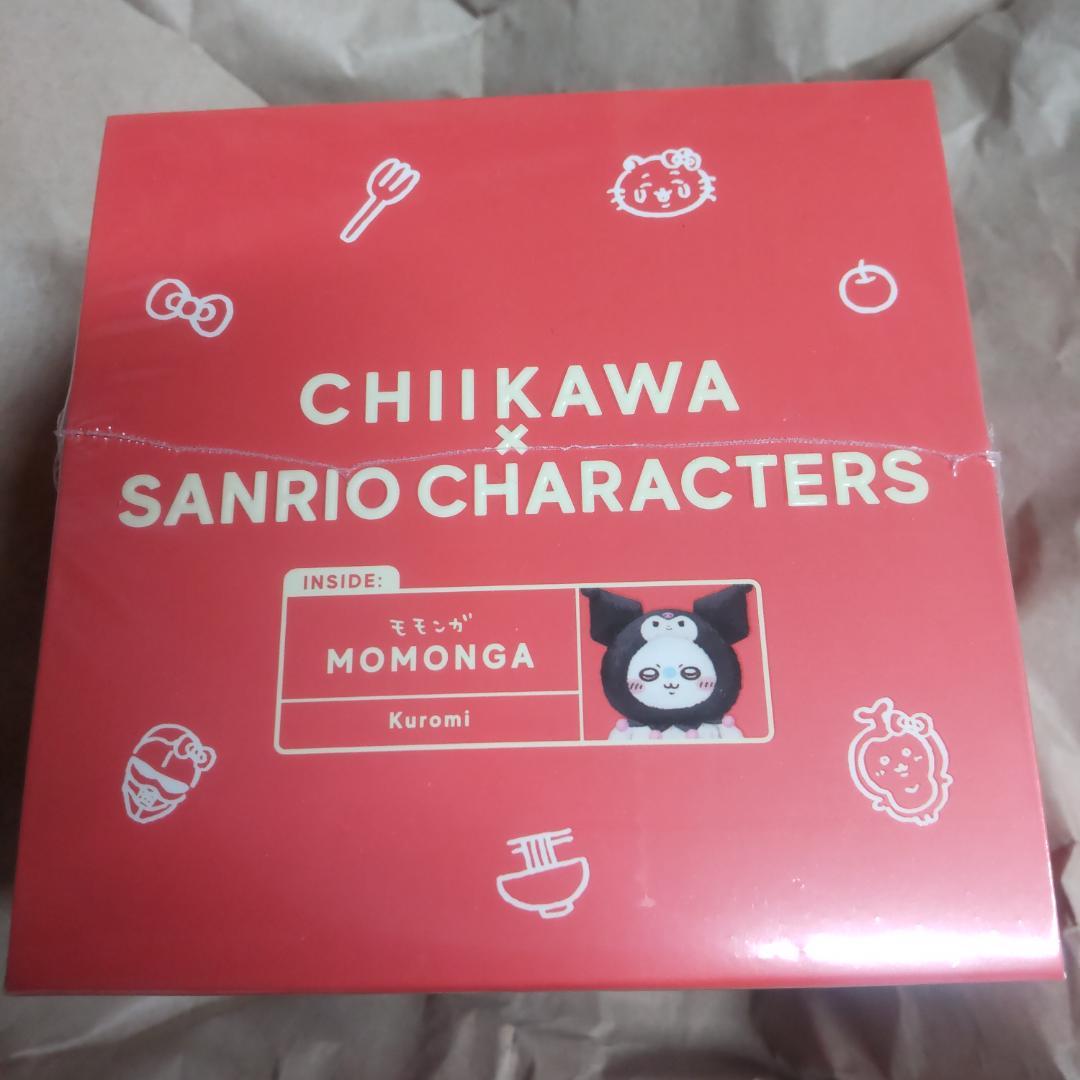 CHIIKAWA
×
SANRIO CHARACTERS
INSIDE:
モモンガ
MOMONGA
Kuromi